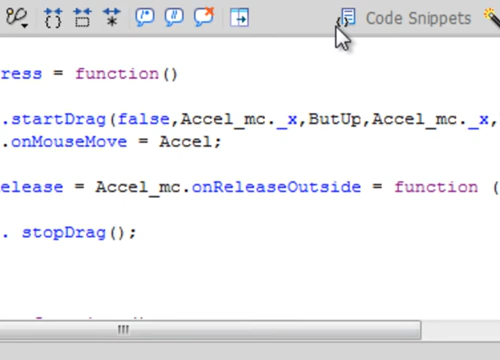 Code Snippets
ress = function()
.startDrag(false,Accel_mc._x,ButUp,Accel_mc._x,
.onMouseMove = Accel;
elease = Accel_mc.onReleaseOutside = function (
. stopDrag();